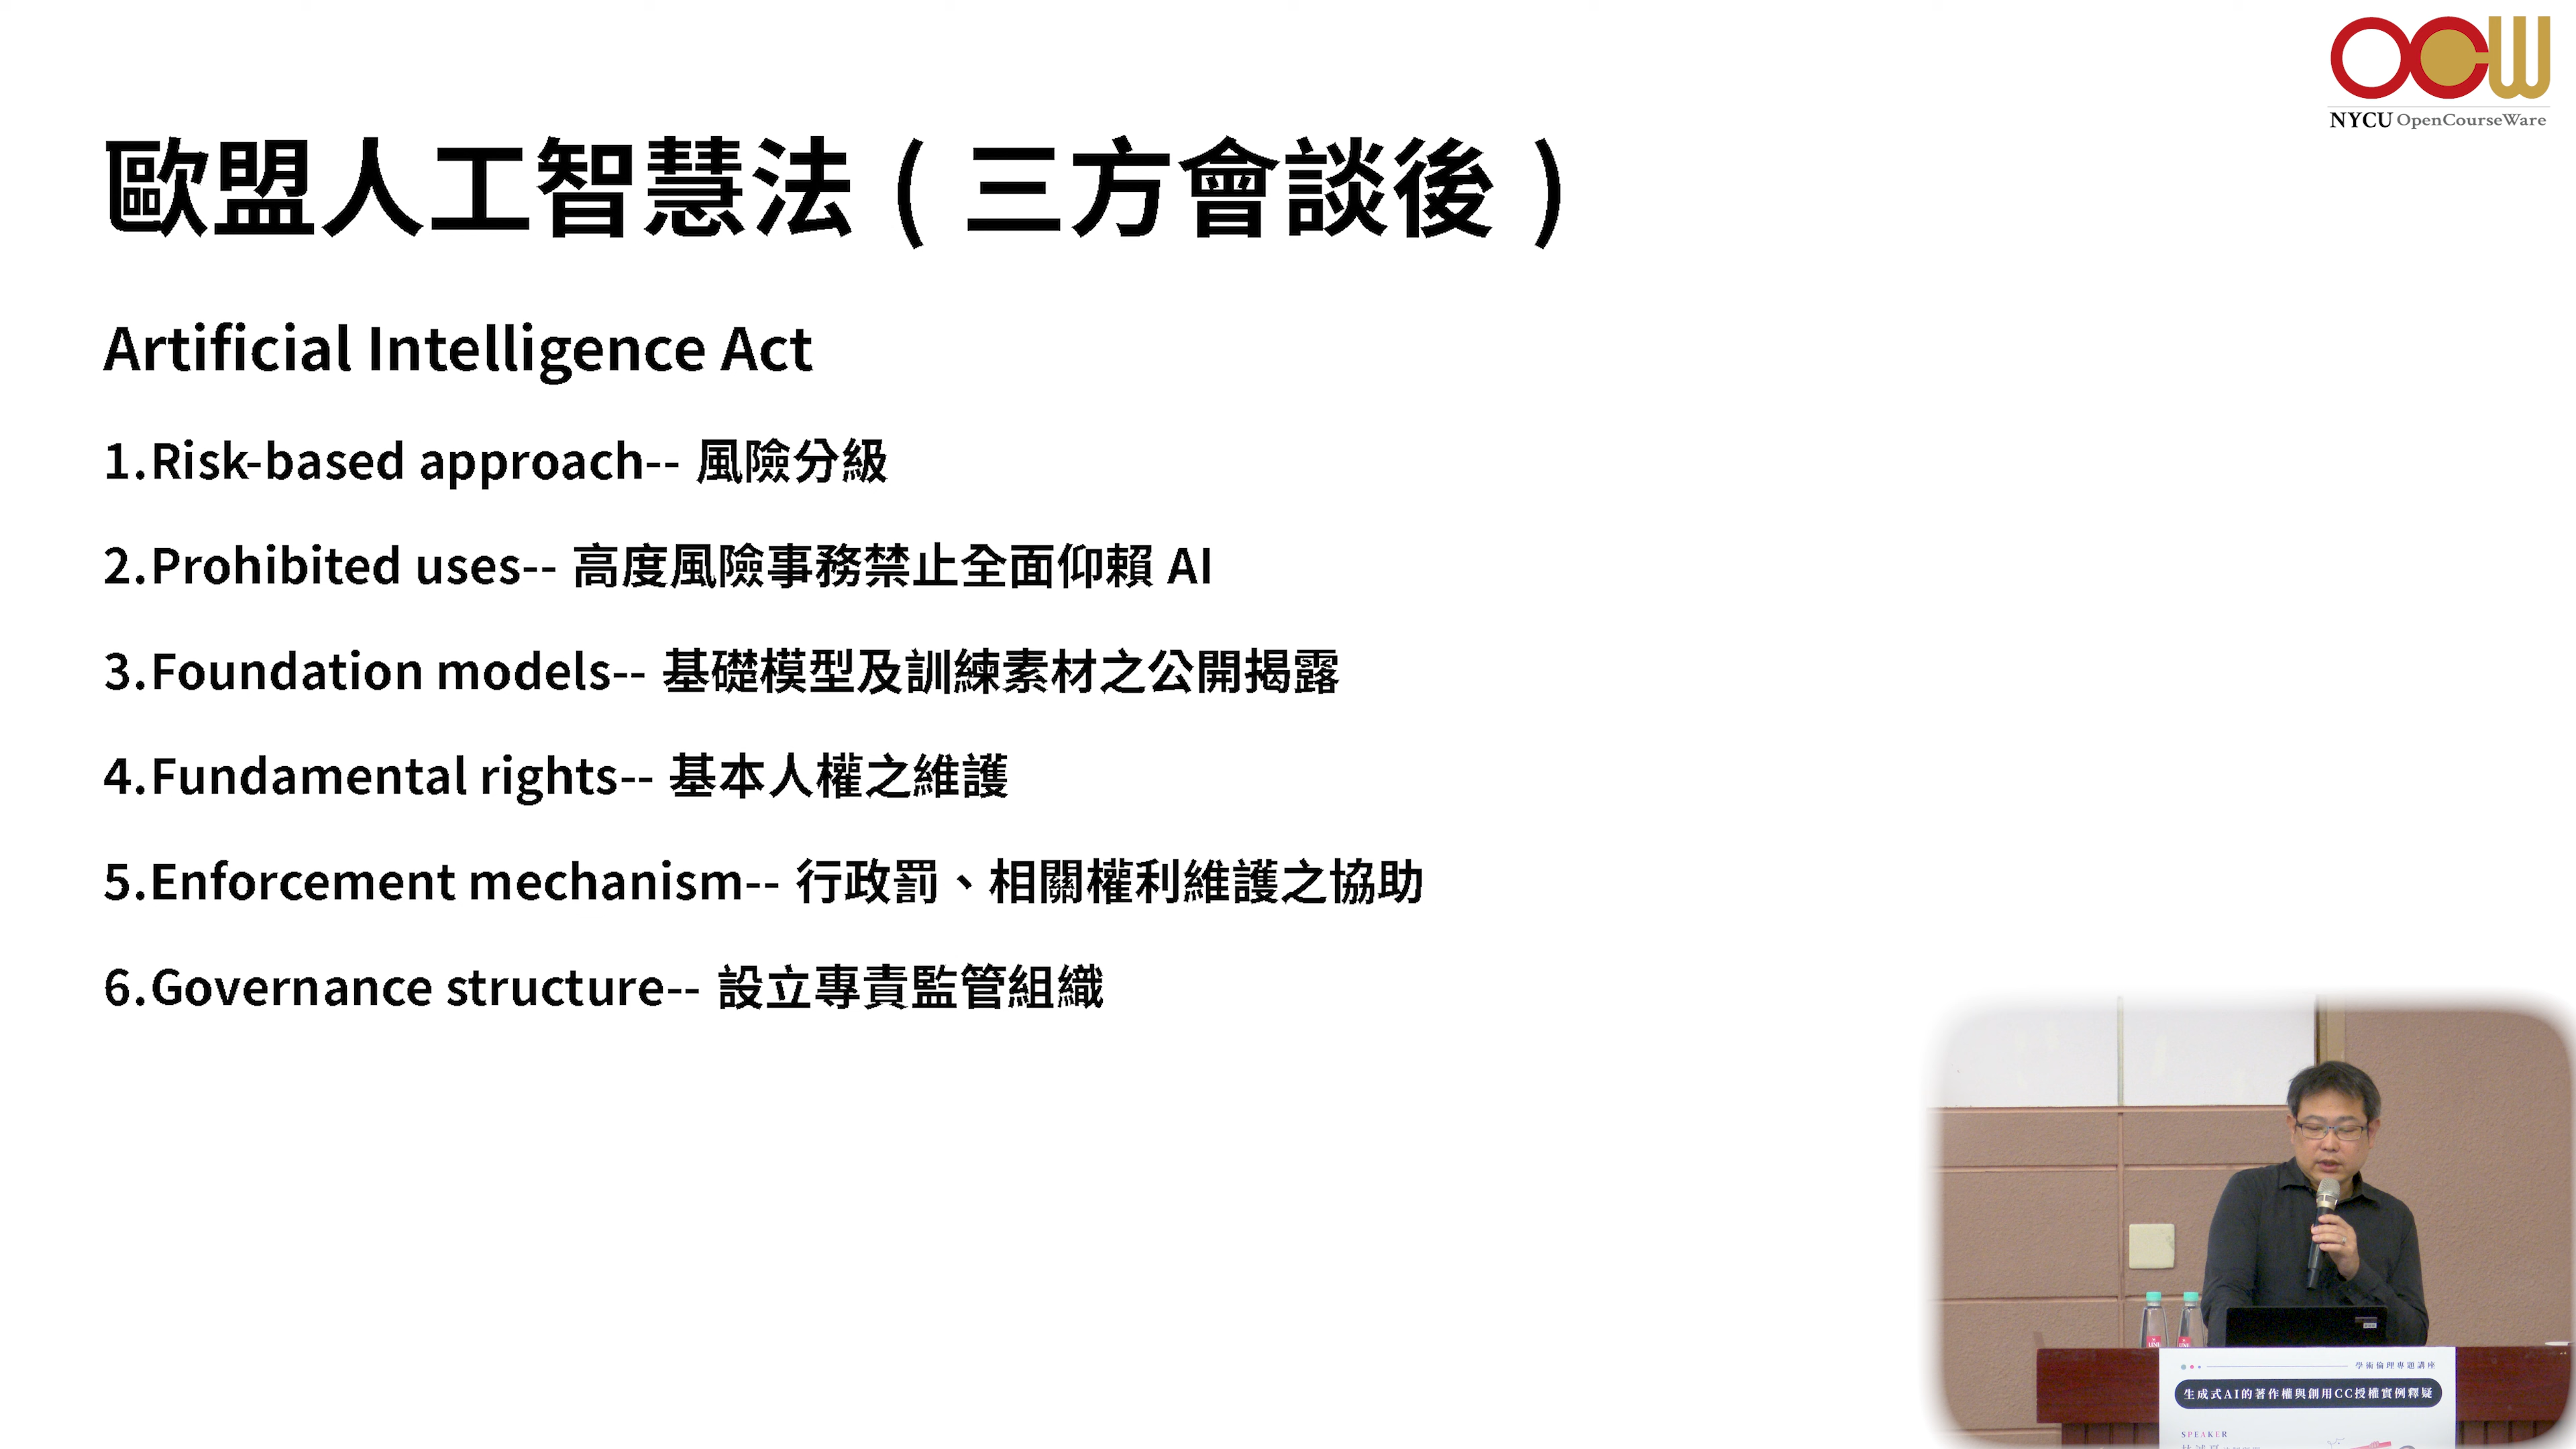 OCW
NYCU OpenCourseWare
歐盟人工智慧法（三方會談後）
Artificial Intelligence Act
1.Risk-based approach-- 風險分級
2.Prohibited uses-- 高度風險事務禁止全面仰賴 AI
3.Foundation models-- 基礎模型及訓練素材之公開揭露
4.Fundamental rights-- 基本人權之維護
5.Enforcement mechanism-- 行政罰、相關權利維護之協助
6.Governance structure-- 設立專責監管組織
學術倫理專題講座
生成式AI的著作權與創用CC授權實例釋疑
SPEAKER